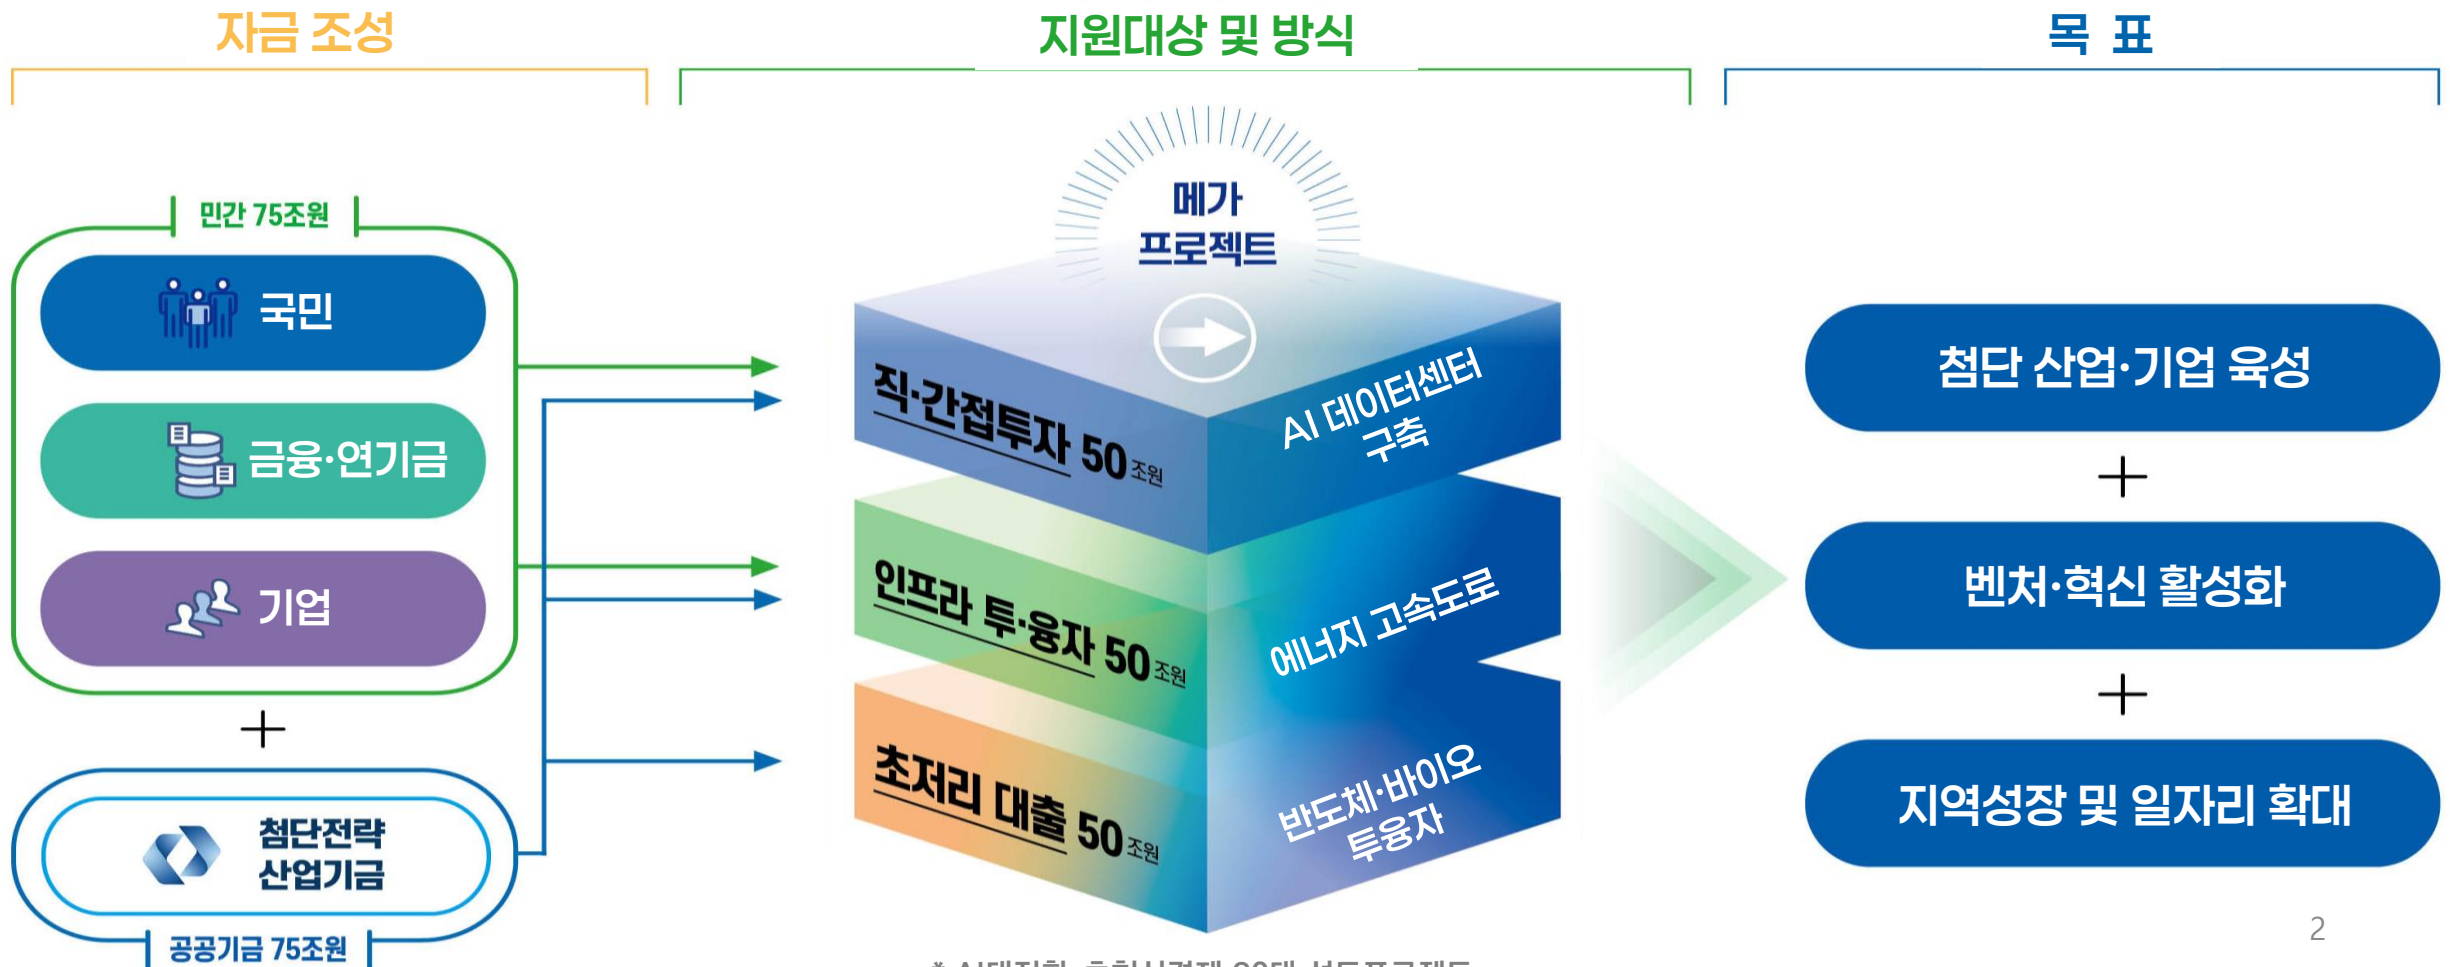 자금 조성
지원대상 및 방식
목 표
민간 75조원
국민
금융·연기금
기업
+
첨단전략
산업기금
공공기금 75조원
메가
프로젝트
직·간접투자 50조원
AI 데이터센터
구축
인프라 투·융자 50조원
에너지 고속도로
초저리 대출 50조원
반도체·바이오
투융자
첨단 산업·기업 육성
+
벤처·혁신 활성화
+
지역성장 및 일자리 확대
2